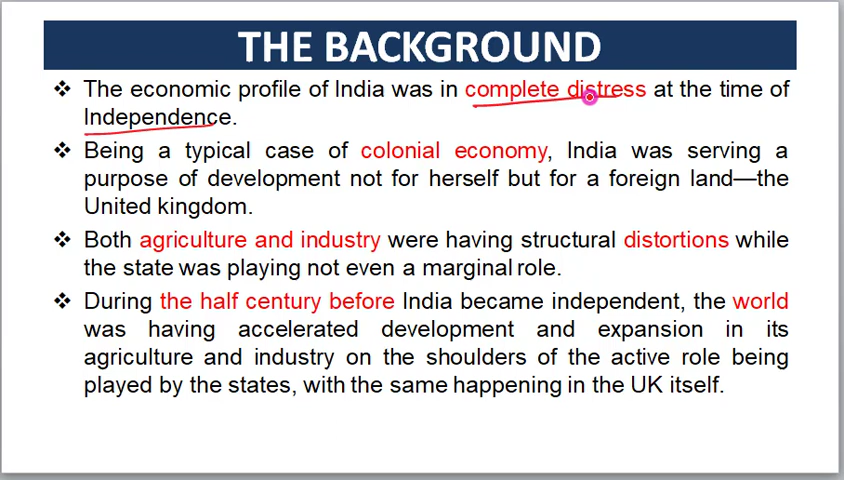 THE BACKGROUND
❖ The economic profile of India was in complete distress at the time of
Independence.
❖ Being a typical case of colonial economy, India was serving a
purpose of development not for herself but for a foreign land—the
United kingdom.
❖ Both agriculture and industry were having structural distortions while
the state was playing not even a marginal role.
❖ During the half century before India became independent, the world
was having accelerated development and expansion in its
agriculture and industry on the shoulders of the active role being
played by the states, with the same happening in the UK itself.